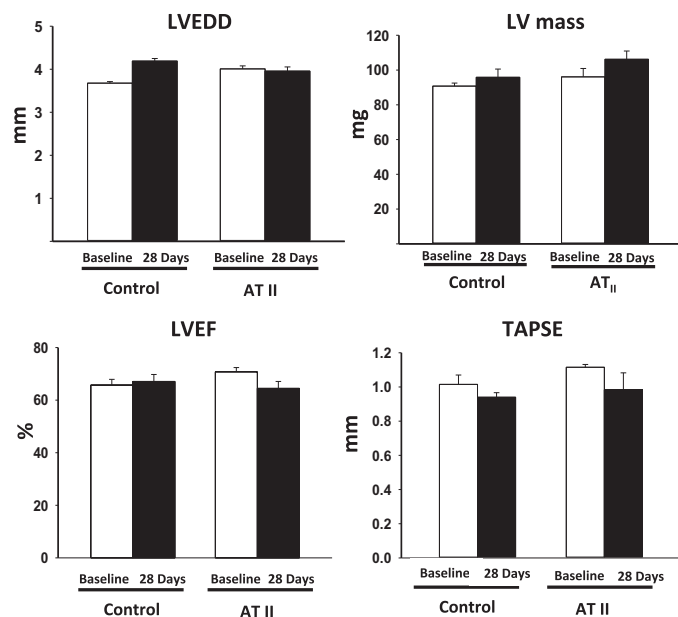 LVEDD
5
4
3
2
1
mm
Baseline 28 Days Baseline 28 Days
Control AT II
LV mass
120
100
80
60
40
20
mg
Baseline 28 Days Baseline 28 Days
Control ATII
LVEF
80
60
40
20
0
%
Baseline 28 Days Baseline 28 Days
Control AT II
TAPSE
1.2
1.0
0.8
0.6
0.4
0.2
0.0
mm
Baseline 28 Days Baseline 28 Days
Control AT II